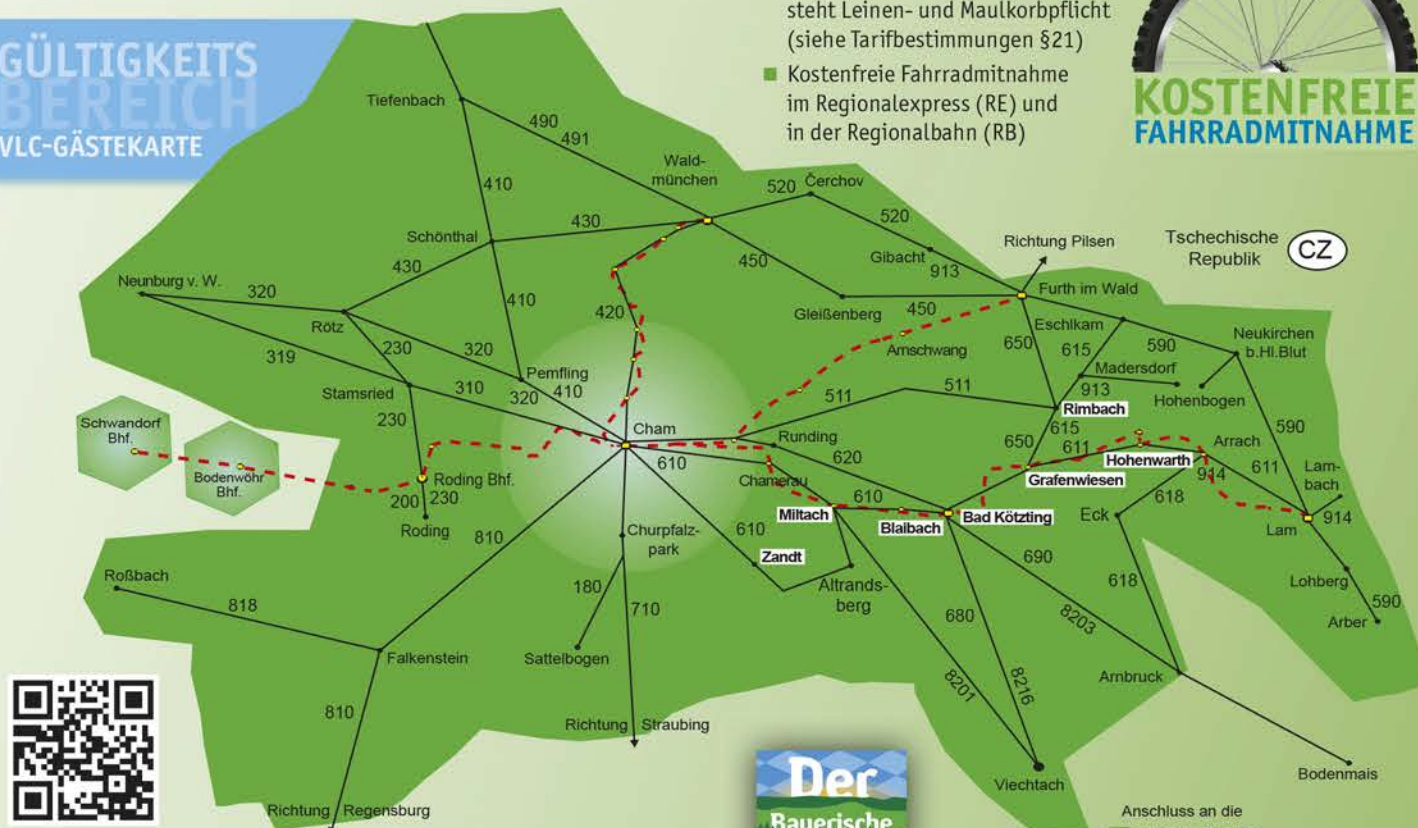 GÜLTIGKEITS
BEREICH
VLC-GÄSTEKARTE
steht Leinen- und Maulkorbpflicht
(siehe Tarifbestimmungen §21)
Kostenfreie Fahrradmitnahme
im Regionalexpress (RE) und
in der Regionalbahn (RB)
KOSTENFREIE
FAHRRADMITNAHME
Tiefenbach
490
491
Wald-
münchen
520
Čerchov
410
520
Schönthal
430
Gibacht
913
Richtung Pilsen
Tschechische
Republik
CZ
430
450
Neunburg v. W.
320
Furth im Wald
410
420
Gleißenberg
450
Rötz
Eschlkam
Neukirchen
b.Hl.Blut
319
230
320
Arnschwang
650
615
590
Madersdorf
Pemfling
913
Stamsried
310
320
410
511
511
Hohenbogen
230
Rimbach
Schwandorf
Bhf.
Cham
Runding
615
590
650
611
Arrach
Bodenwöhr
Bhf.
Roding Bhf.
610
620
Hohenwarth
611
Chamerau
Grafenwiesen
914
Lam-
bach
200
230
610
618
Roding
Miltach
Blaibach
Bad Kötzting
Eck
914
Lam
810
Churpfalz-
park
610
Zandt
690
Roßbach
Altrands-
berg
618
Lohberg
180
590
818
710
680
8203
Arber
Falkenstein
Sattelbogen
Arnbruck
8201
8216
810
Richtung
Straubing
Viechtach
Bodenmais
Der
Bayerische
Richtung
Regensburg
Anschluss an die